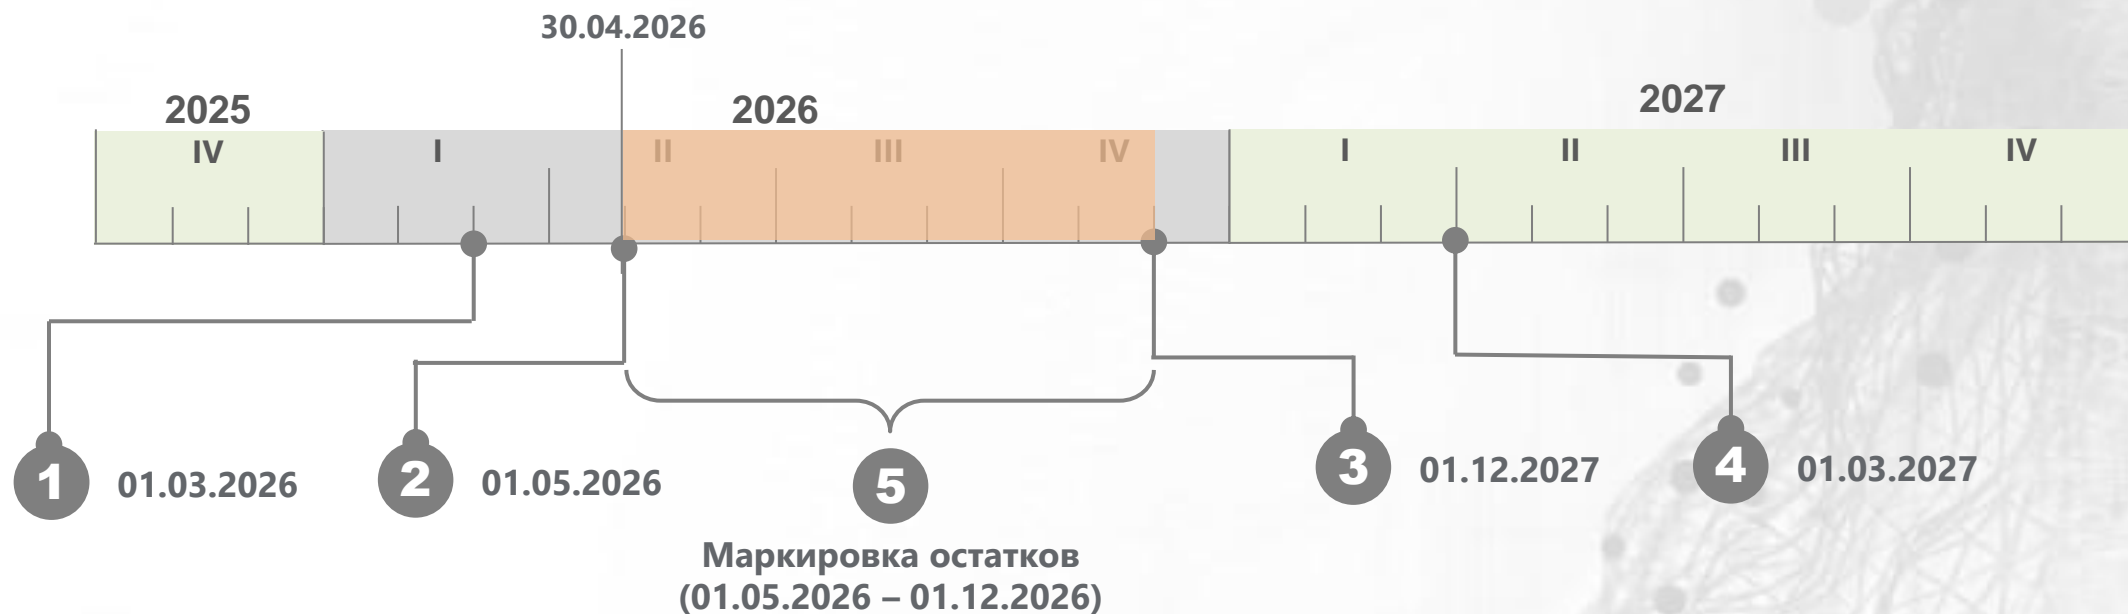 30.04.2026
2025
2026
2027
IV
I
II
III
IV
I
II
III
IV
1
01.03.2026
2
01.05.2026
5
Маркировка остатков
(01.05.2026 – 01.12.2026)
3
01.12.2027
4
01.03.2027